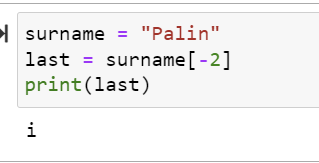 surname = "Palin"
last = surname[-2]
print(last)
i